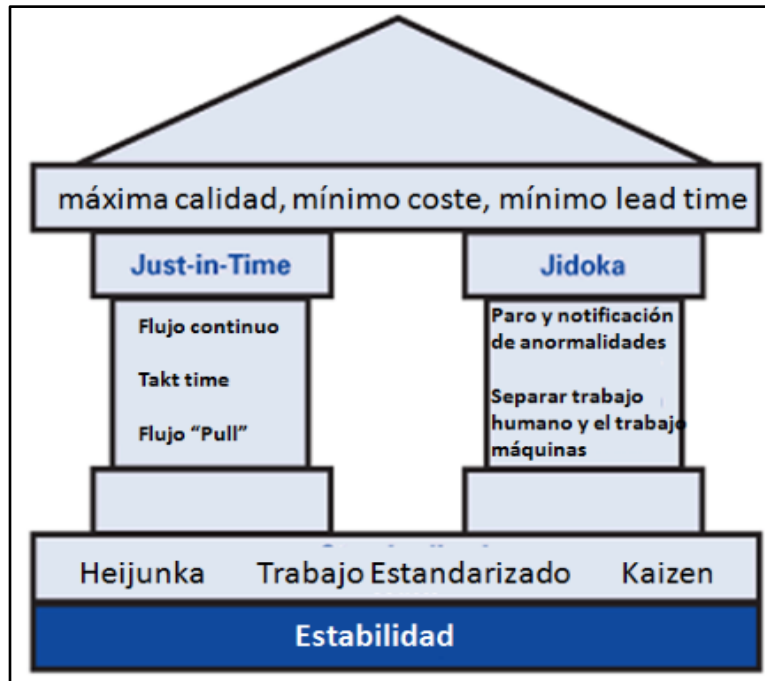 máxima calidad, mínimo coste, mínimo lead time
Just-in-Time
Jidoka
Flujo continuo
Takt time
Flujo “Pull”
Paro y notificación
de anormalidades
Separar trabajo
humano y el trabajo
máquinas
Heijunka Trabajo Estandarizado Kaizen
Estabilidad